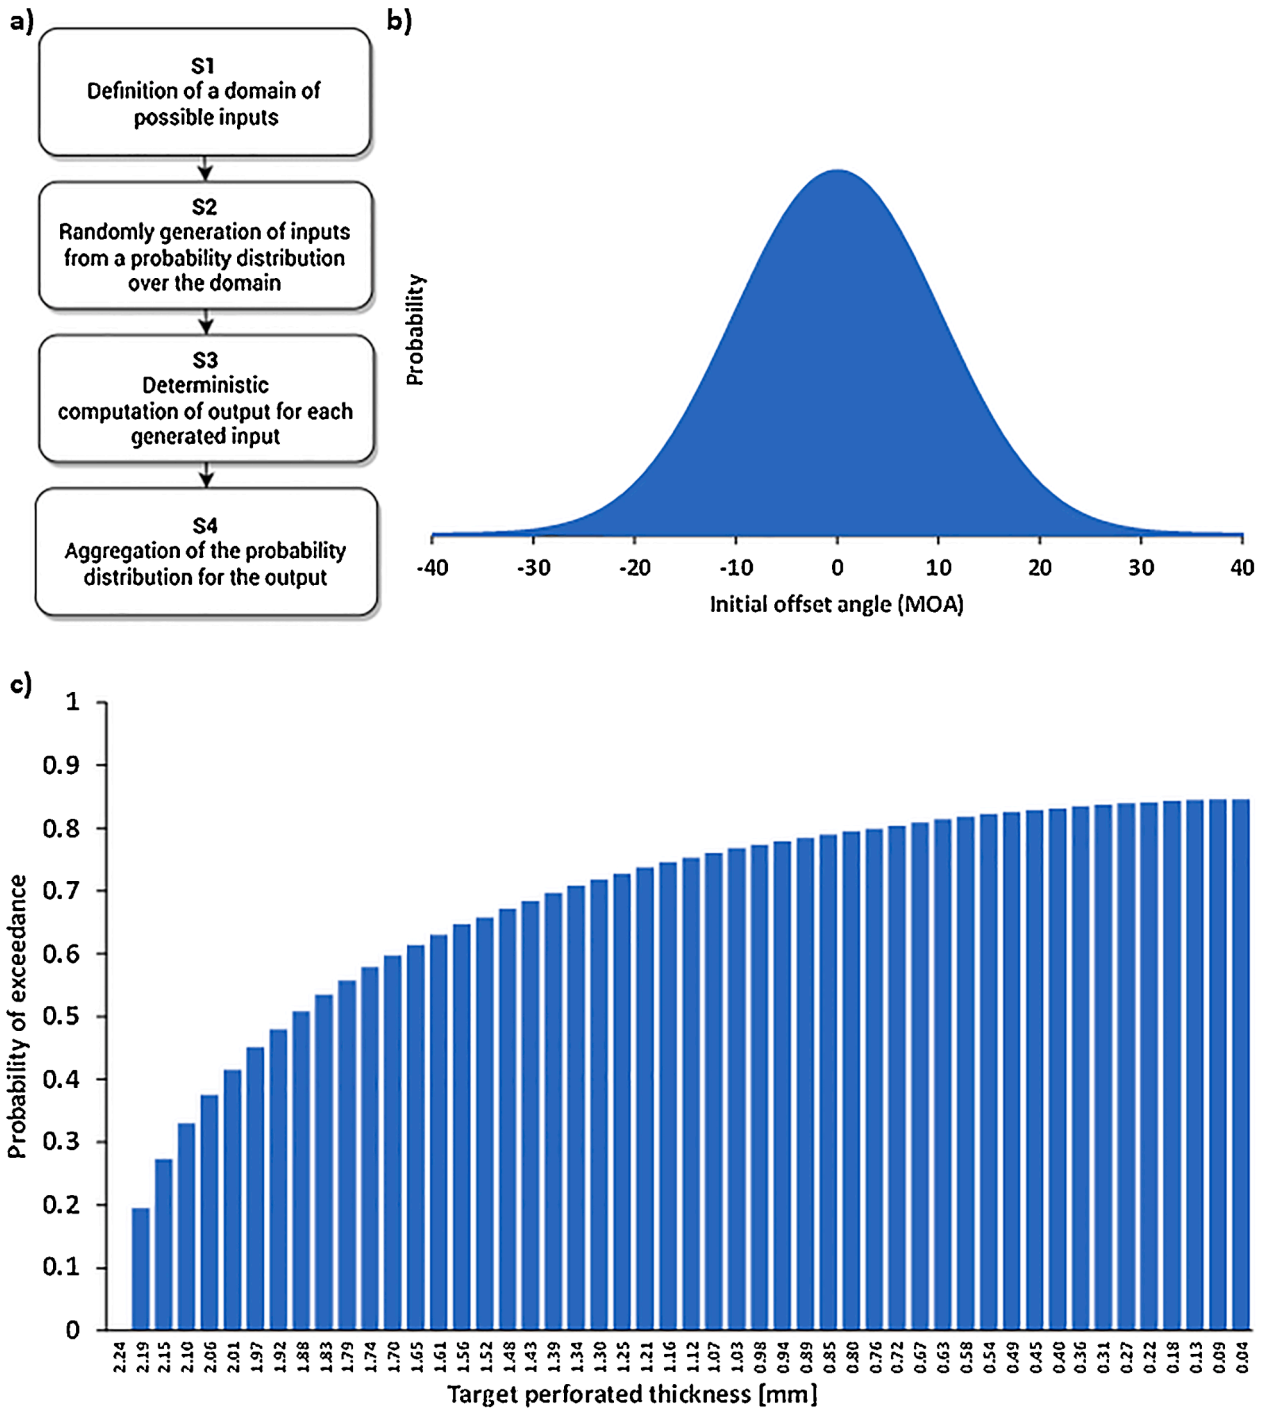 a)
S1
Definition of a domain of
possible inputs
S2
Randomly generation of inputs
from a probability distribution
over the domain
S3
Deterministic
computation of output for each
generated input
S4
Aggregation of the probability
distribution for the output
b)
Probability
-40 -30 -20 -10 0 10 20 30 40
Initial offset angle (MOA)
c)
Probability of exceedance
1
0.9
0.8
0.7
0.6
0.5
0.4
0.3
0.2
0.1
0
2.24 2.19 2.15 2.10 2.06 2.01 1.97 1.92 1.88 1.83 1.79 1.74 1.70 1.65 1.61 1.56 1.52 1.48 1.43 1.39 1.34 1.30 1.25 1.21 1.16 1.12 1.07 1.03 0.98 0.94 0.89 0.85 0.80 0.76 0.72 0.67 0.63 0.58 0.54 0.49 0.45 0.40 0.36 0.31 0.27 0.22 0.18 0.13 0.09 0.04
Target perforated thickness [mm]